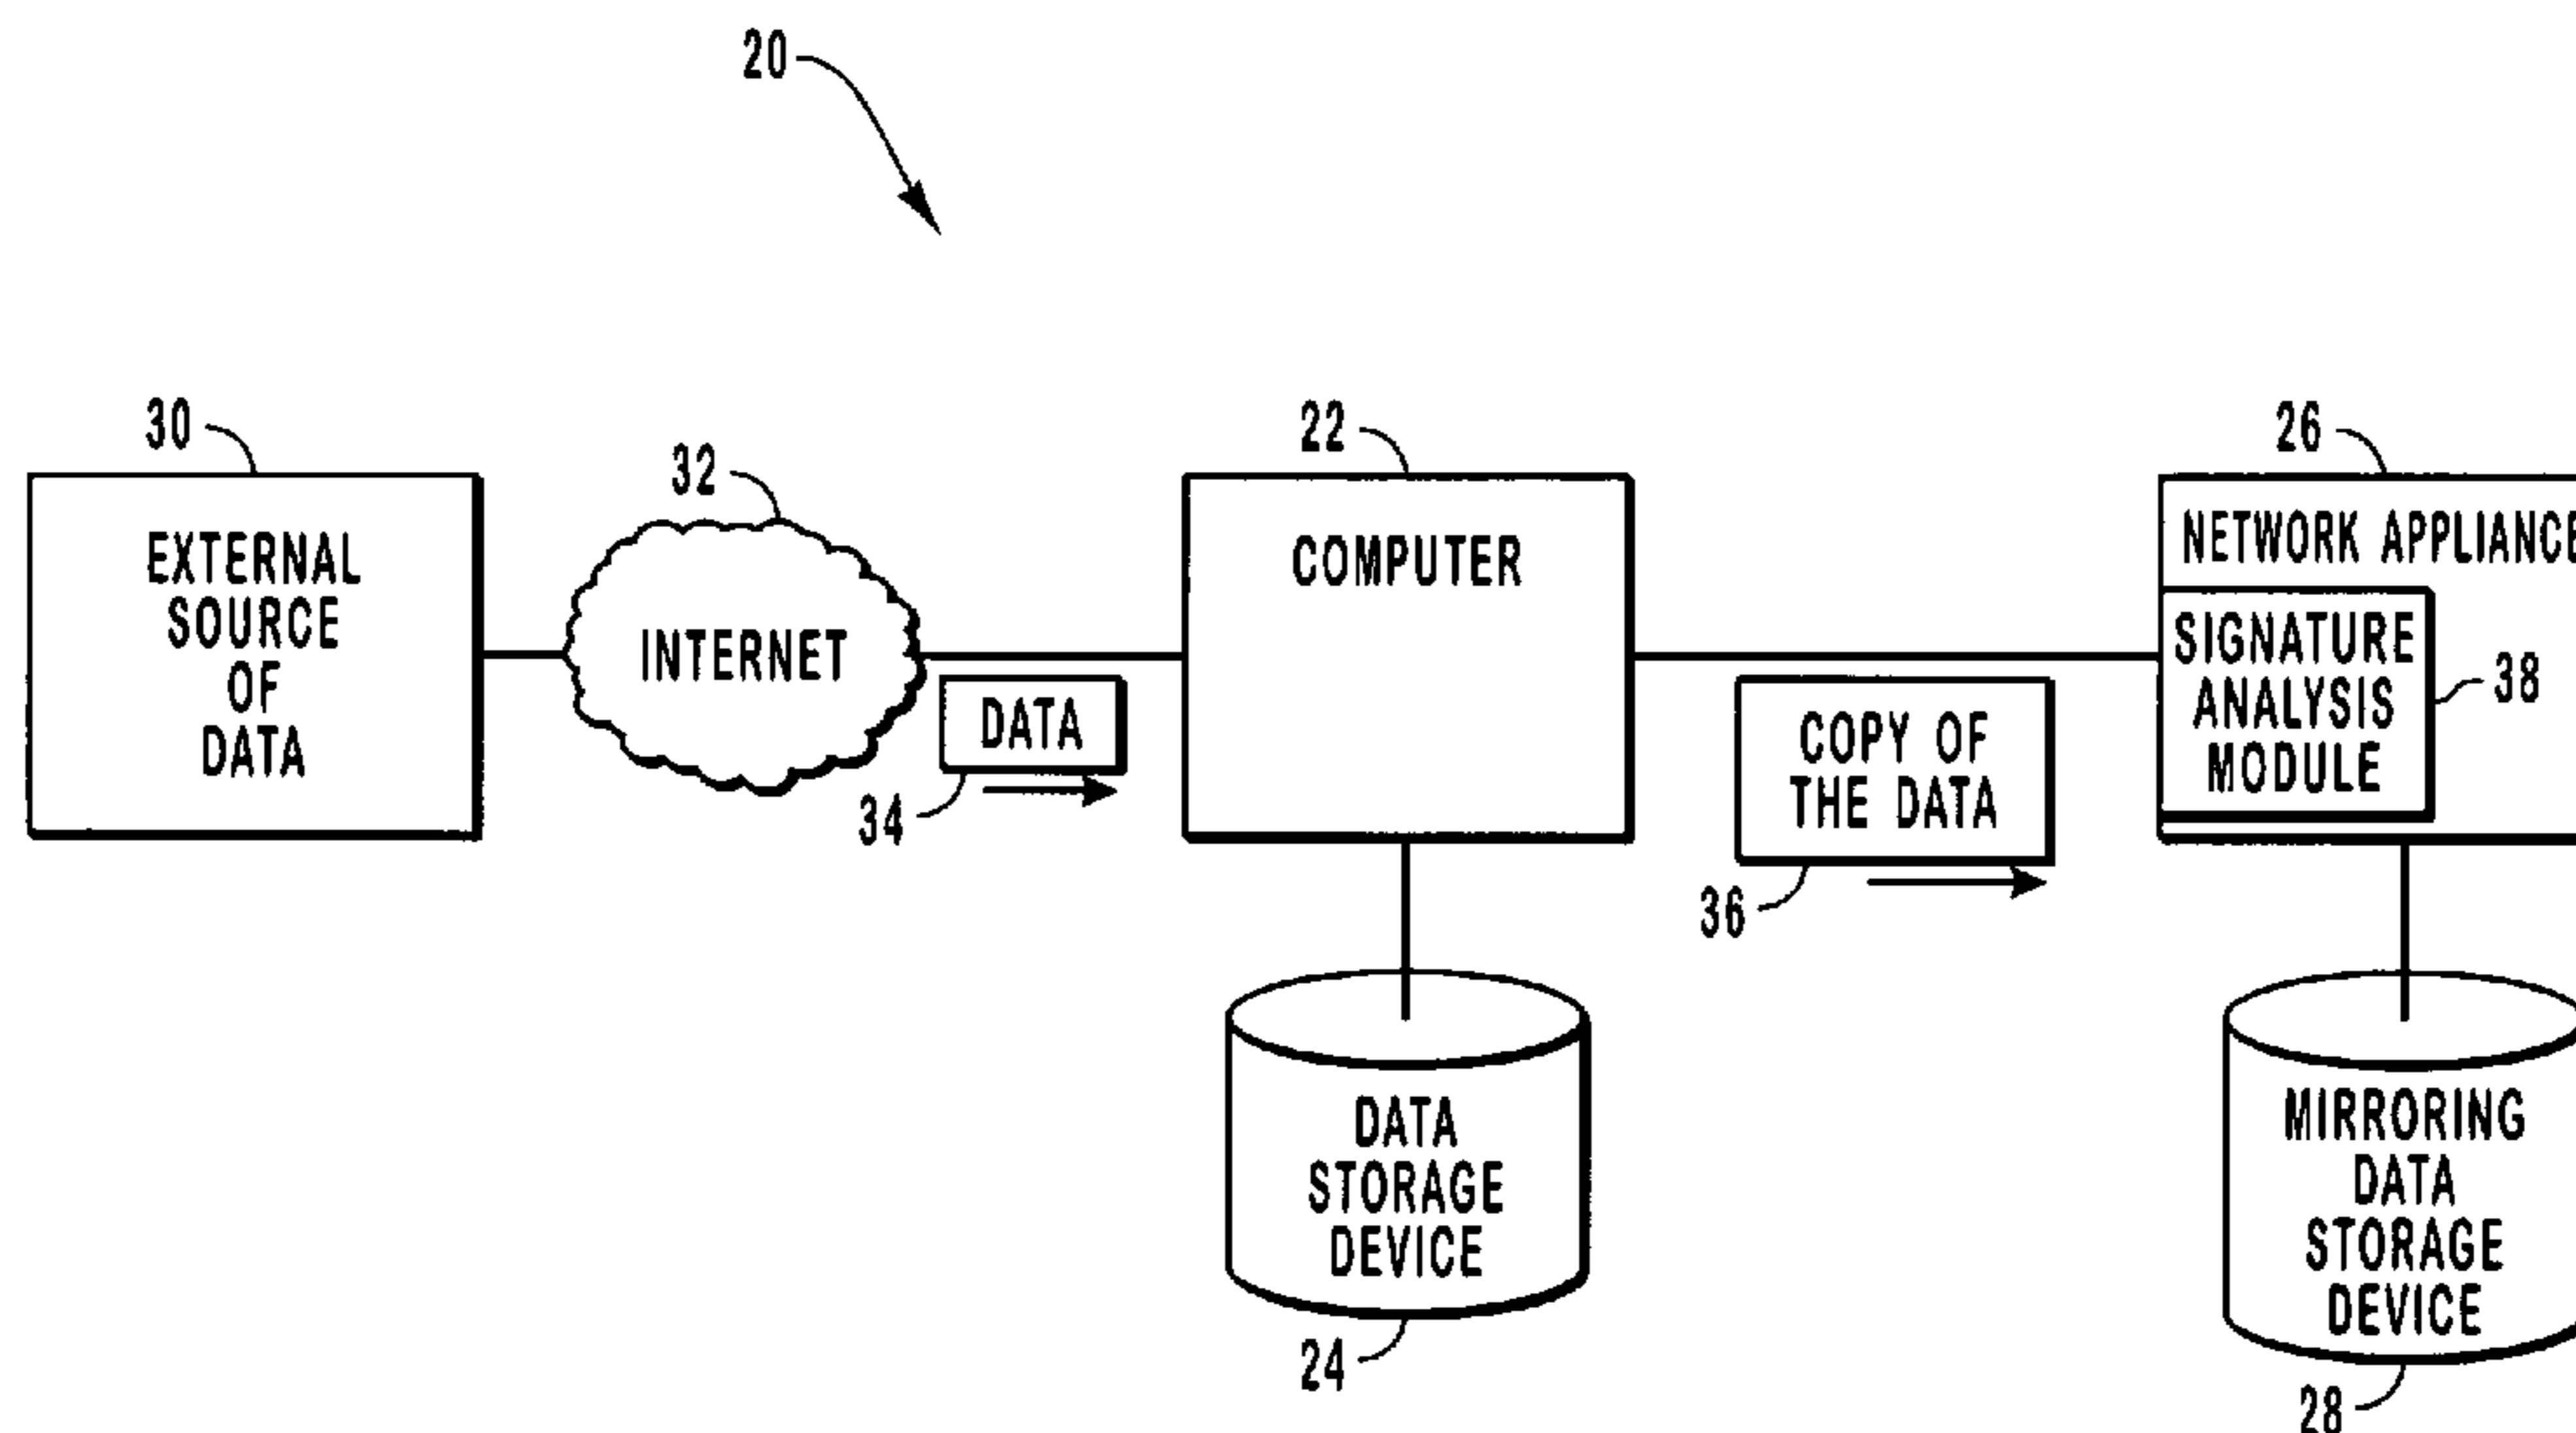 20
30
EXTERNAL
SOURCE
OF
DATA
32
INTERNET
DATA
34
22
COMPUTER
COPY OF
THE DATA
36
26
NETWORK APPLIANCE
SIGNATURE
ANALYSIS
MODULE
38
DATA
STORAGE
DEVICE
24
MIRRORING
DATA
STORAGE
DEVICE
28